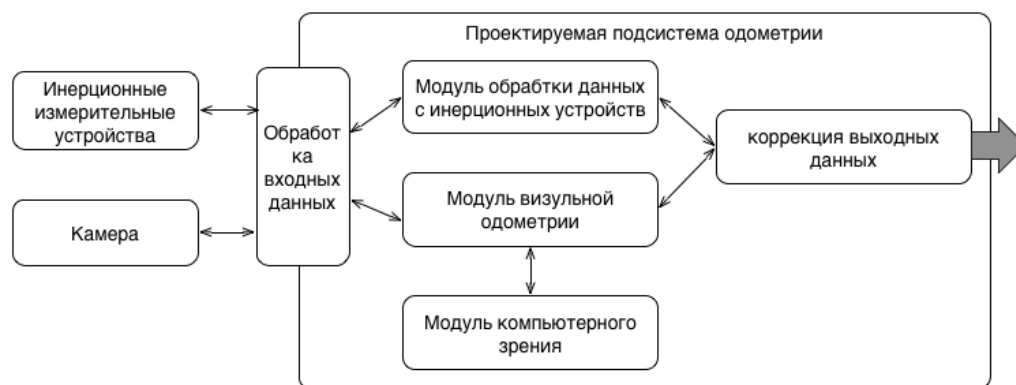 Проектируемая подсистема одометрии
Инерционные
измерительные
устройства
Камера
Обработ
ка
входных
данных
Модуль обрабтки данных
с инерционных устройств
Модуль визульной
одометрии
Модуль компьютерного
зрения
коррекция выходных
данных